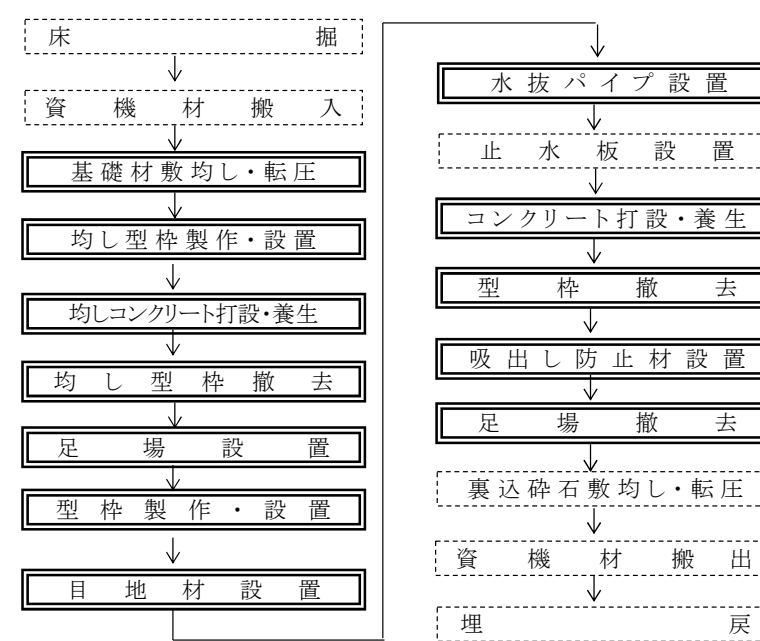 床掘
資機材搬入
基礎材敷均し・転圧
均し型枠製作・設置
均しコンクリート打設・養生
均し型枠撤去
足場設置
型枠製作・設置
目地材設置
水抜パイプ設置
止水板設置
コンクリート打設・養生
型枠撤去
吸出し防止材設置
足場撤去
裏込砕石敷均し・転圧
資機材搬出
埋戻